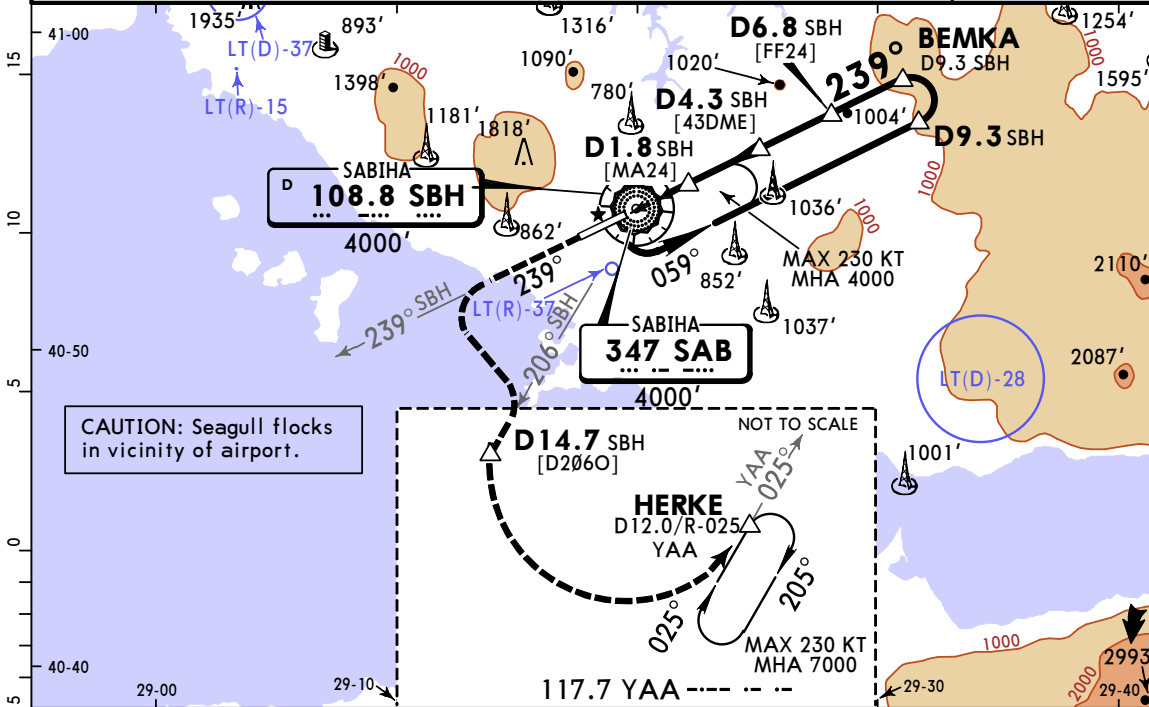 1935’
893’
1316’
D6.8 SBH
[FF24]
BEMKA
D9.3 SBH
1254’
1000
41-00
LT(D)-37
15
1398’
1000
1090’
1020’
239°
1595’
LT(R)-15
780’
D4.3 SBH
[43DME]
1004’
1181’
1818’
D1.8 SBH
[MA24]
D9.3 SBH
SABIHA
D 108.8 SBH
4000’
1000
1036’
1000
10
862’
239°
059°
852’
MAX 230 KT
MHA 4000
2110’
LT(R)-37
239° SBH
206° SBH
SABIHA
347 SAB
4000’
1037’
40-50
5
2087’
LT(D)-28
CAUTION: Seagull flocks
in vicinity of airport.
NOT TO SCALE
D14.7 SBH
[D206O]
YAA
025°
1001’
HERKE
D12.0/R-025
YAA
0
205°
025°
MAX 230 KT
MHA 7000
1000
2993’
2000
40-40
29-00
29-10
117.7 YAA
29-30
29-40
5